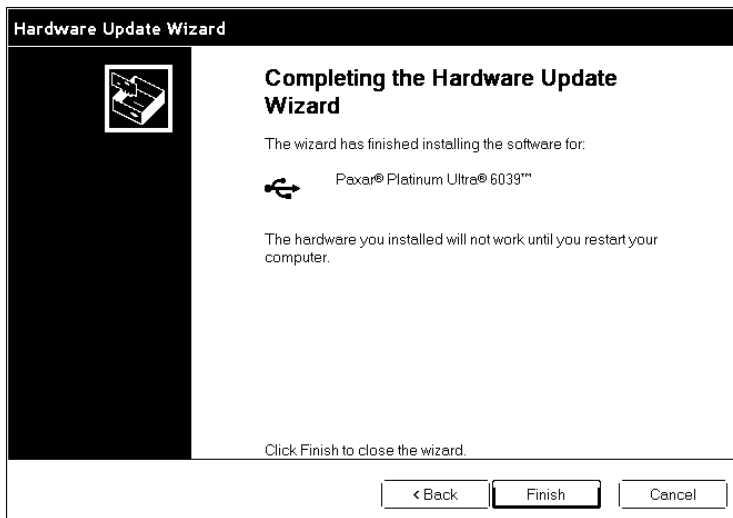 Hardware Update Wizard
Completing the Hardware Update
Wizard
The wizard has finished installing the software for:
Paxar® Platinum Ultra® 6039™
The hardware you installed will not work until you restart your
computer.
Click Finish to close the wizard.
< Back Finish Cancel